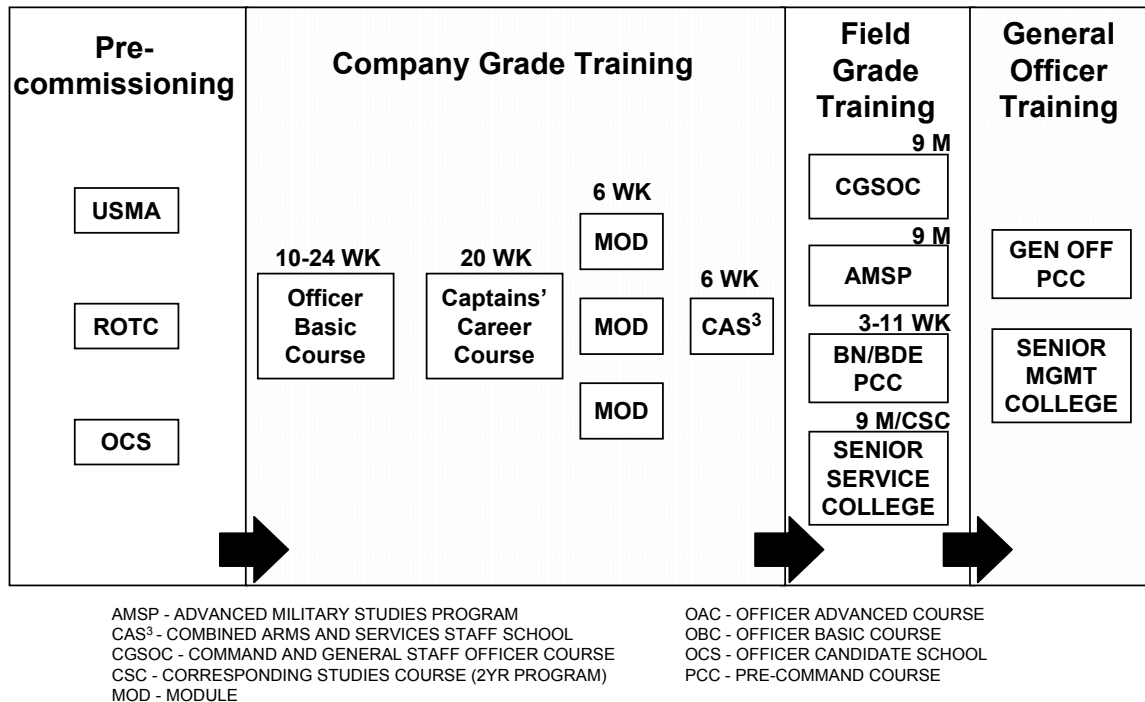 Pre-
commissioning
USMA
ROTC
OCS
Company Grade Training
10-24 WK
Officer
Basic
Course
20 WK
Captains’
Career
Course
6 WK
MOD
MOD
MOD
6 WK
CAS³
Field
Grade
Training
9 M
CGSOC
9 M
AMSP
3-11 WK
BN/BDE
PCC
9 M/CSC
SENIOR
SERVICE
COLLEGE
General
Officer
Training
GEN OFF
PCC
SENIOR
MGMT
COLLEGE
AMSP - ADVANCED MILITARY STUDIES PROGRAM
CAS³ - COMBINED ARMS AND SERVICES STAFF SCHOOL
CGSOC - COMMAND AND GENERAL STAFF OFFICER COURSE
CSC - CORRESPONDING STUDIES COURSE (2YR PROGRAM)
MOD - MODULE
OAC - OFFICER ADVANCED COURSE
OBC - OFFICER BASIC COURSE
OCS - OFFICER CANDIDATE SCHOOL
PCC - PRE-COMMAND COURSE